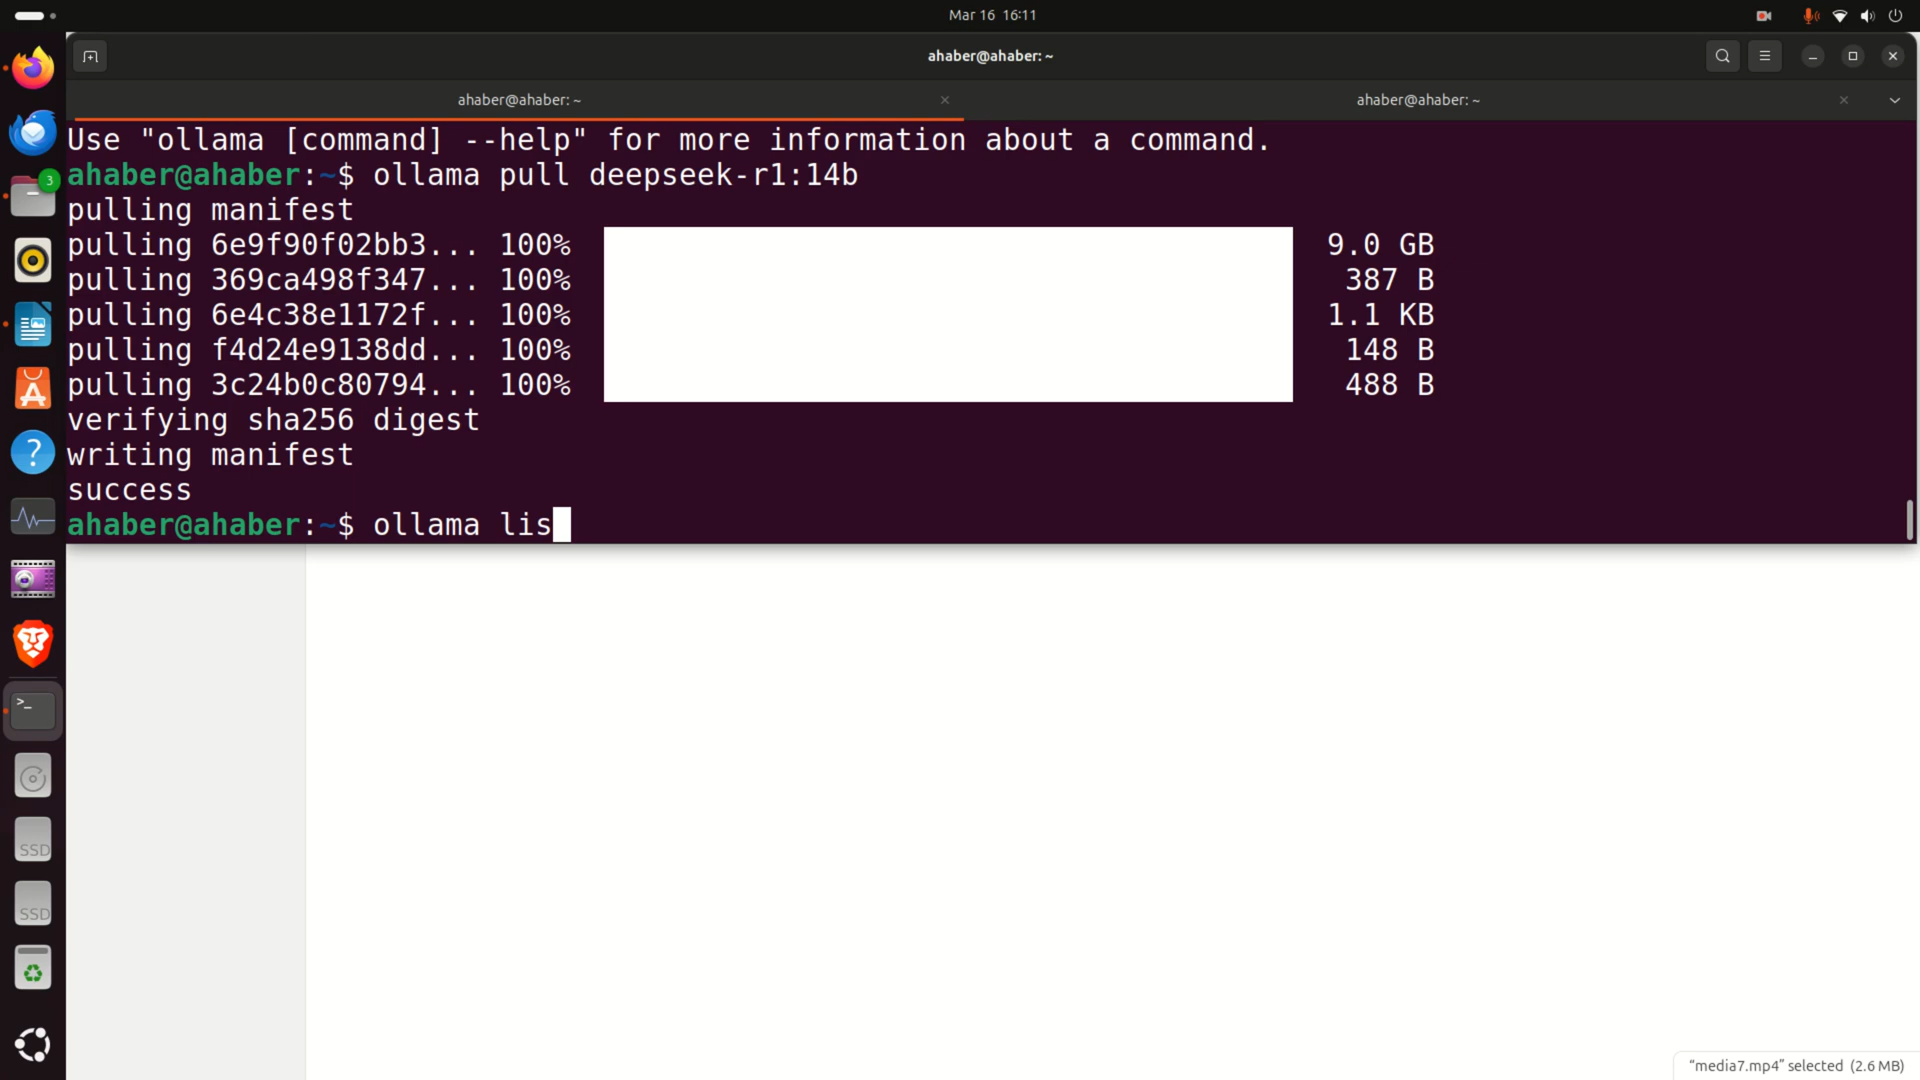 Mar 16 16:11
ahaber@ahaber: ~
ahaber@ahaber: ~
ahaber@ahaber: ~
Use "ollama [command] --help" for more information about a command.
ahaber@ahaber:~$ ollama pull deepseek-r1:14b
pulling manifest
pulling 6e9f90f02bb3... 100% 9.0 GB
pulling 369ca498f347... 100% 387 B
pulling 6e4c38e1172f... 100% 1.1 KB
pulling f4d24e9138dd... 100% 148 B
pulling 3c24b0c80794... 100% 488 B
verifying sha256 digest
writing manifest
success
ahaber@ahaber:~$ ollama lis
3
SSD
SSD
"media7.mp4" selected (2.6 MB)